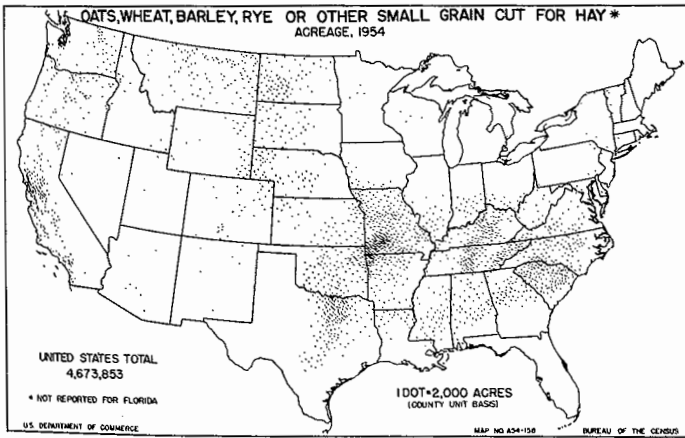 OATS, WHEAT, BARLEY, RYE OR OTHER SMALL GRAIN CUT FOR HAY*
ACREAGE, 1954
UNITED STATES TOTAL
4,673,853
* NOT REPORTED FOR FLORIDA
1 DOT=2,000 ACRES
(COUNTY UNIT BASIS)
U.S. DEPARTMENT OF COMMERCE
MAP NO. A54-158
BUREAU OF THE CENSUS